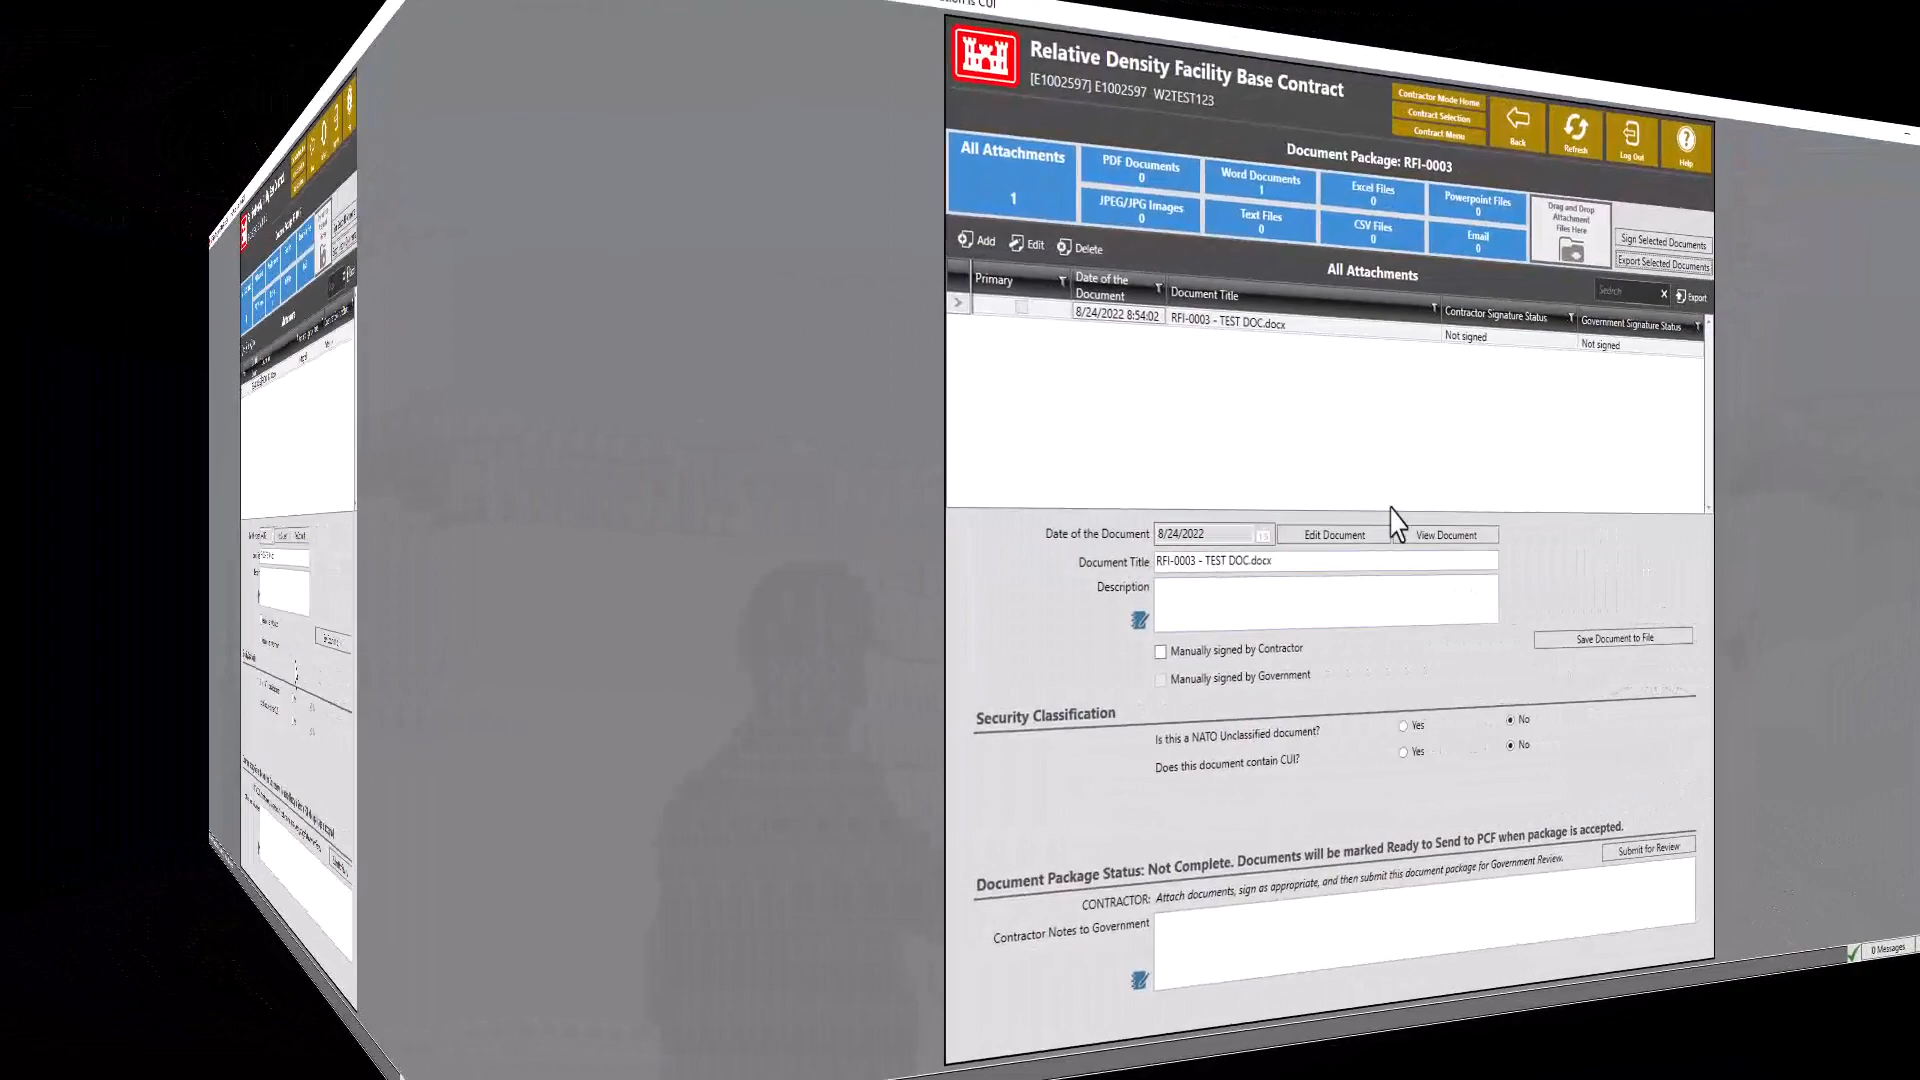 is CUI
Relative Density Facility Base Contract
[E1002597] E1002597 W2TEST123
Contractor Mode Home
Contract Selection
Contract Menu
Back
Refresh
Log Out
Help
Document Package: RFI-0003
All Attachments
1
PDF Documents
0
Word Documents
1
Excel Files
0
Powerpoint Files
0
JPEG/JPG Images
0
Text Files
0
CSV Files
0
Email
0
Drag and Drop
Attachment
Files Here
Sign Selected Documents
Export Selected Documents
Add
Edit
Delete
All Attachments
Search
X
Export
Primary
Date of the
Document
Document Title
Contractor Signature Status
Government Signature Status
8/24/2022 8:54:02
RFI-0003 - TEST DOC.docx
Not signed
Not signed
Date of the Document
8/24/2022
15
Edit Document
View Document
Document Title
RFI-0003 - TEST DOC.docx
Description
Manually signed by Contractor
Manually signed by Government
Save Document to File
Security Classification
Is this a NATO Unclassified document?
Yes
No
Does this document contain CUI?
Yes
No
Document Package Status: Not Complete. Documents will be marked Ready to Send to PCF when package is accepted.
CONTRACTOR: Attach documents, sign as appropriate, and then submit this document package for Government Review.
Submit for Review
Contractor Notes to Government
0 Messages